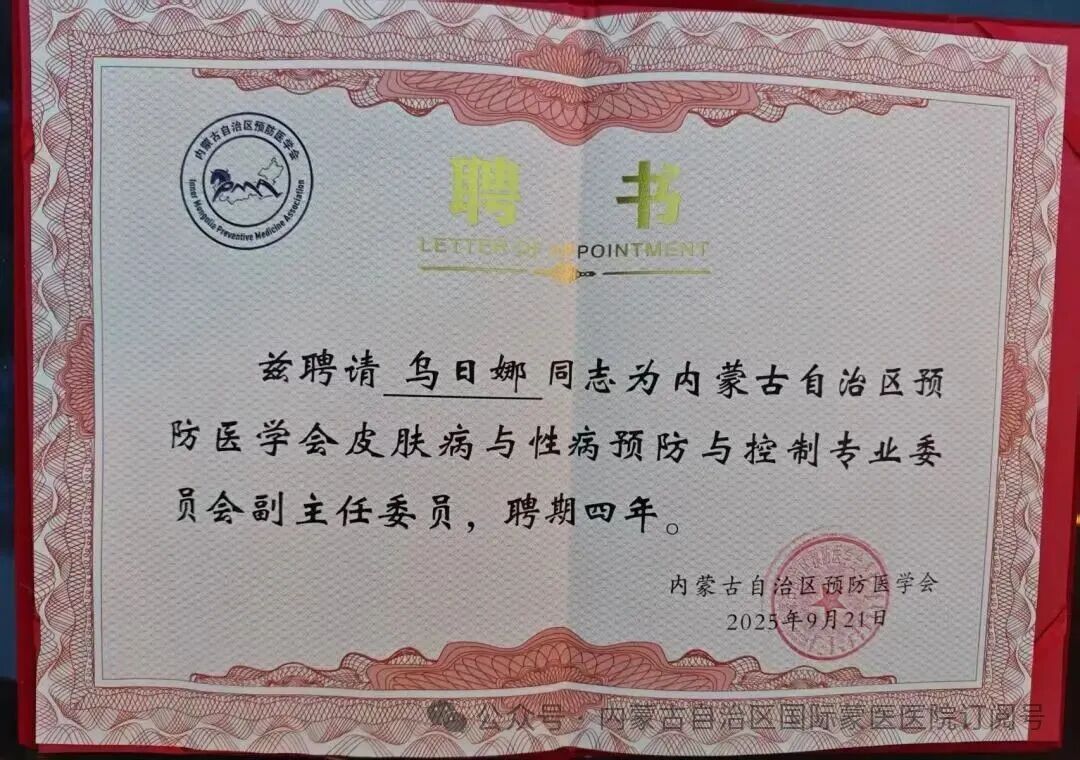 内蒙古自治区预防医学会
Inner Mongolia Preventive Medicine Association
聘书
LETTER OF APPOINTMENT
兹聘请 乌日娜 同志为内蒙古自治区预
防医学会皮肤病与性病预防与控制专业委
员会副主任委员，聘期四年。
内蒙古自治区预防医学会
2025年9月21日
公众号·内蒙古自治区国际蒙医医院订阅号